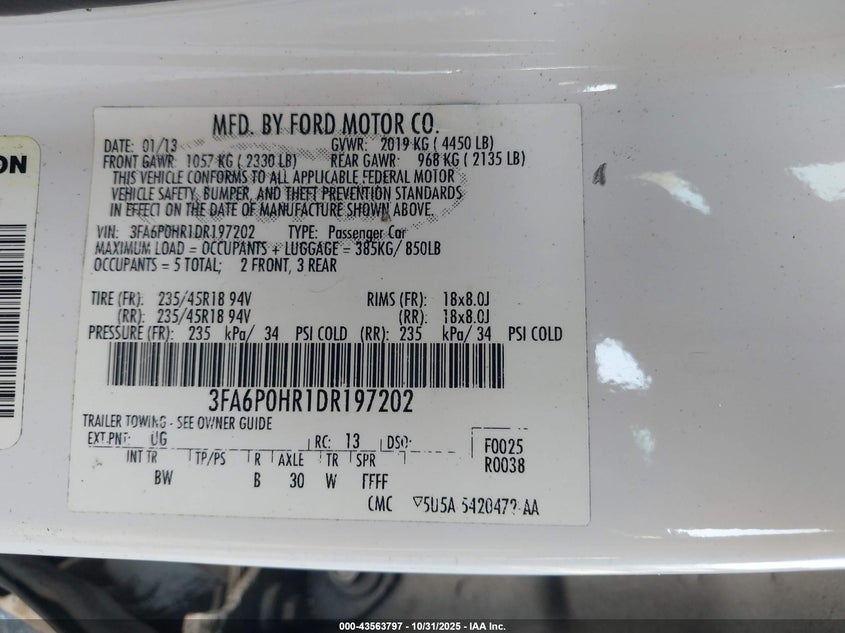 ON
MFD. BY FORD MOTOR CO.
DATE: 01/13 GVWR: 2019 KG ( 4450 LB)
FRONT GAWR: 1057 KG ( 2330 LB) REAR GAWR: 968 KG ( 2135 LB)
THIS VEHICLE CONFORMS TO ALL APPLICABLE FEDERAL MOTOR
VEHICLE SAFETY, BUMPER, AND THEFT PREVENTION STANDARDS
IN EFFECT ON THE DATE OF MANUFACTURE SHOWN ABOVE.
VIN: 3FA6P0HR1DR197202 TYPE: Passenger Car
MAXIMUM LOAD = OCCUPANTS + LUGGAGE = 385KG/ 850LB
OCCUPANTS = 5 TOTAL; 2 FRONT, 3 REAR
TIRE (FR): 235/45R18 94V RIMS (FR): 18x8.0J
(RR): 235/45R18 94V (RR): 18x8.0J
PRESSURE (FR): 235 kPa/ 34 PSI COLD (RR): 235 kPa/ 34 PSI COLD
3FA6P0HR1DR197202
TRAILER TOWING - SEE OWNER GUIDE
EXT PNT: UG RC: 13 DSO: F0025
INT TR TP/PS R AXLE TR SPR R0038
BW B 30 W FFFF
CMC
000-43563797 - 10/31/2025 - IAA Inc.